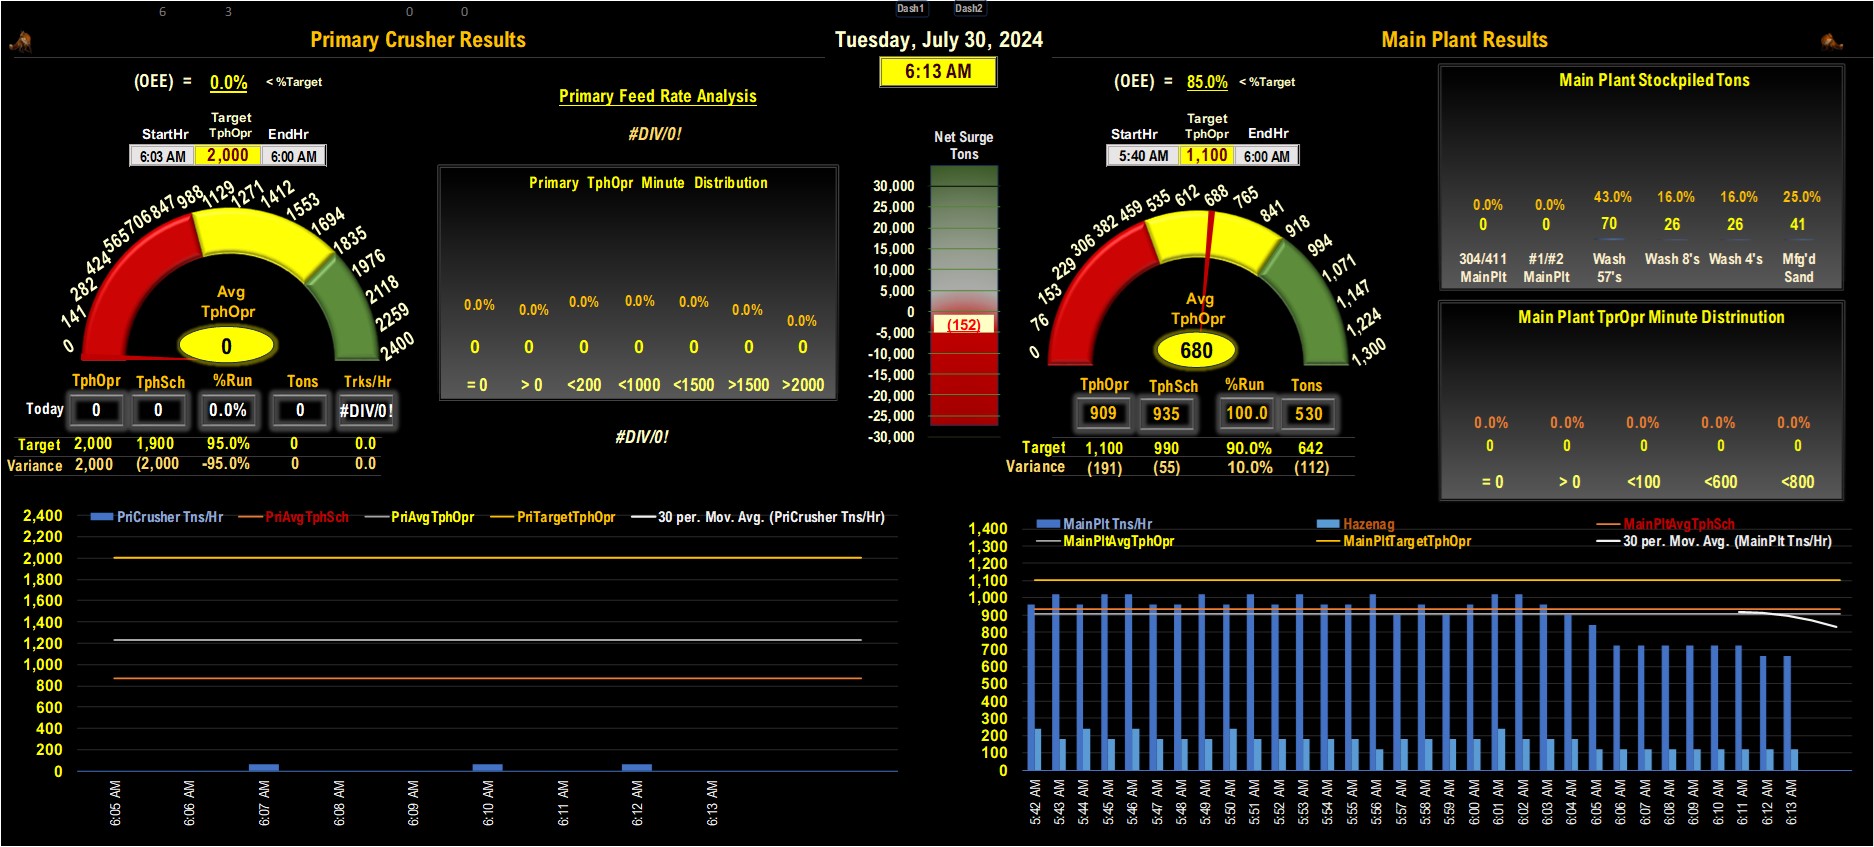 6 3 0 0 Dash1 Dash2
Primary Crusher Results
Tuesday, July 30, 2024
Main Plant Results
6:13 AM
(OEE) = 0.0% < %Target
Primary Feed Rate Analysis
#DIV/0!
Target
StartHr TphOpr EndHr
6:03 AM 2,000 6:00 AM
0 141 282 424 565 706 847 988 1129 1271 1412 1553 1694 1835 1976 2118 2259 2400
Avg
TphOpr
0
TphOpr TphSch %Run Tons Trks/Hr
Today 0 0 0.0% 0 #DIV/0!
Target 2,000 1,900 95.0% 0 0.0
Variance 2,000 (2,000 -95.0% 0 0.0
Primary TphOpr Minute Distribution
0.0% 0.0% 0.0% 0.0% 0.0% 0.0% 0.0%
0 0 0 0 0 0 0
= 0 > 0 <200 <1000 <1500 >1500 >2000
#DIV/0!
Net Surge
Tons
30,000
25,000
20,000
15,000
10,000
5,000
0
(152)
-5,000
-10,000
-15,000
-20,000
-25,000
-30,000
(OEE) = 85.0% < %Target
Target
StartHr TphOpr EndHr
5:40 AM 1,100 6:00 AM
0 76 153 229 306 382 459 535 612 688 765 841 918 994 1,071 1,147 1,224 1,300
Avg
TphOpr
680
TphOpr TphSch %Run Tons
909 935 100.0 530
Target 1,100 990 90.0% 642
Variance (191) (55) 10.0% (112)
Main Plant Stockpiled Tons
0.0% 0.0% 43.0% 16.0% 16.0% 25.0%
0 0 70 26 26 41
304/411 #1/#2 Wash Wash 8's Wash 4's Mfg'd
MainPlt MainPlt 57's Sand
Main Plant TprOpr Minute Distrinution
0.0% 0.0% 0.0% 0.0% 0.0%
0 0 0 0 0
= 0 > 0 <100 <600 <800
PriCrusher Tns/Hr PriAvgTphSch PriAvgTphOpr PriTargetTphOpr 30 per. Mov. Avg. (PriCrusher Tns/Hr)
2,400
2,200
2,000
1,800
1,600
1,400
1,200
1,000
800
600
400
200
0
6:05 AM 6:06 AM 6:07 AM 6:08 AM 6:09 AM 6:10 AM 6:11 AM 6:12 AM 6:13 AM
MainPlt Tns/Hr Hazenag MainPltAvgTphSch
MainPltAvgTphOpr MainPltTargetTphOpr 30 per. Mov. Avg. (MainPlt Tns/Hr)
1,400
1,300
1,200
1,100
1,000
900
800
700
600
500
400
300
200
100
0
5:42 AM 5:43 AM 5:44 AM 5:45 AM 5:46 AM 5:47 AM 5:48 AM 5:49 AM 5:50 AM 5:51 AM 5:52 AM 5:53 AM 5:54 AM 5:55 AM 5:56 AM 5:57 AM 5:58 AM 5:59 AM 6:00 AM 6:01 AM 6:02 AM 6:03 AM 6:04 AM 6:05 AM 6:06 AM 6:07 AM 6:08 AM 6:09 AM 6:10 AM 6:11 AM 6:12 AM 6:13 AM